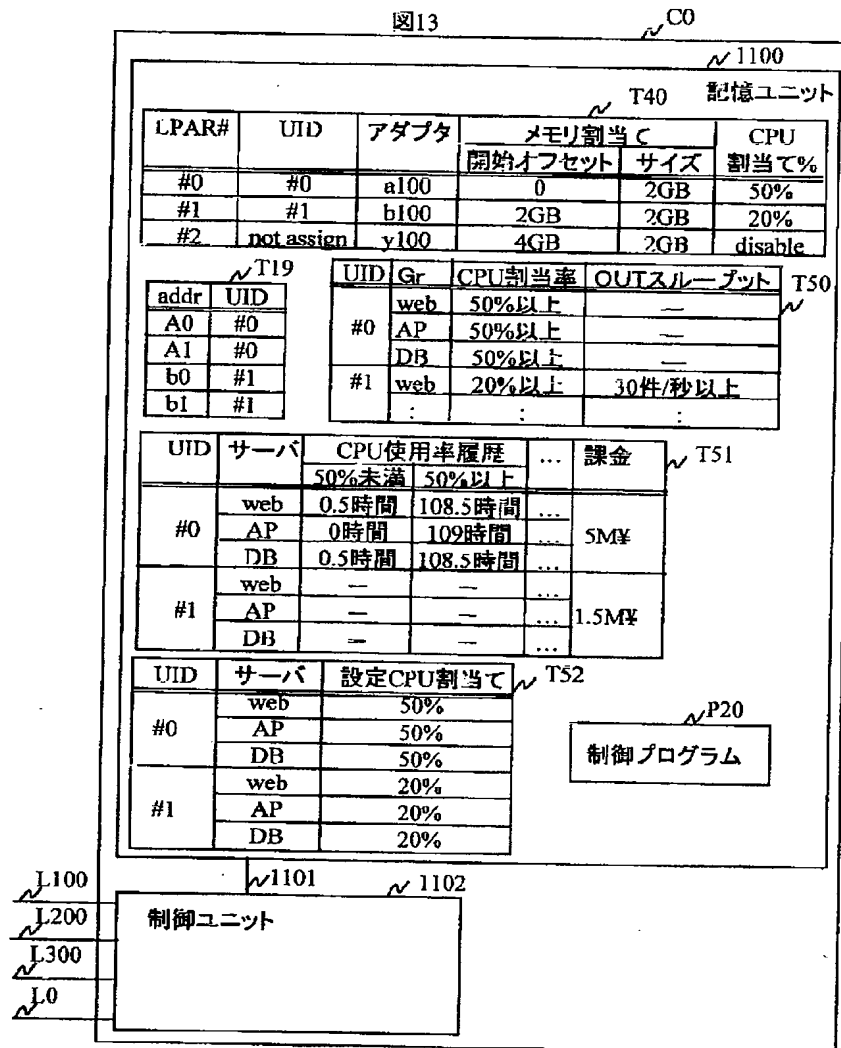 図13
C0
1100
記憶ユニット
T40
LPAR# UID アダプタ メモリ割当て CPU
開始オフセット サイズ 割当て%
#0 #0 a100 0 2GB 50%
#1 #1 b100 2GB 2GB 20%
#2 not assign y100 4GB 2GB disable
T19
addr UID
A0 #0
A1 #0
b0 #1
b1 #1
T50
UID Gr CPU割当率 OUTスループット
#0 web 50%以上 —
AP 50%以上 —
DB 50%以上 —
#1 web 20%以上 30件/秒以上
: : :
T51
UID サーバ CPU使用率履歴 … 課金
50%未満 50%以上
#0 web 0.5時間 108.5時間 … 5M¥
AP 0時間 109時間 …
DB 0.5時間 108.5時間 …
#1 web — — … 1.5M¥
AP — — …
DB — — …
T52
UID サーバ 設定CPU割当て
#0 web 50%
AP 50%
DB 50%
#1 web 20%
AP 20%
DB 20%
P20
制御プログラム
1101
1102
制御ユニット
L100
L200
L300
L0